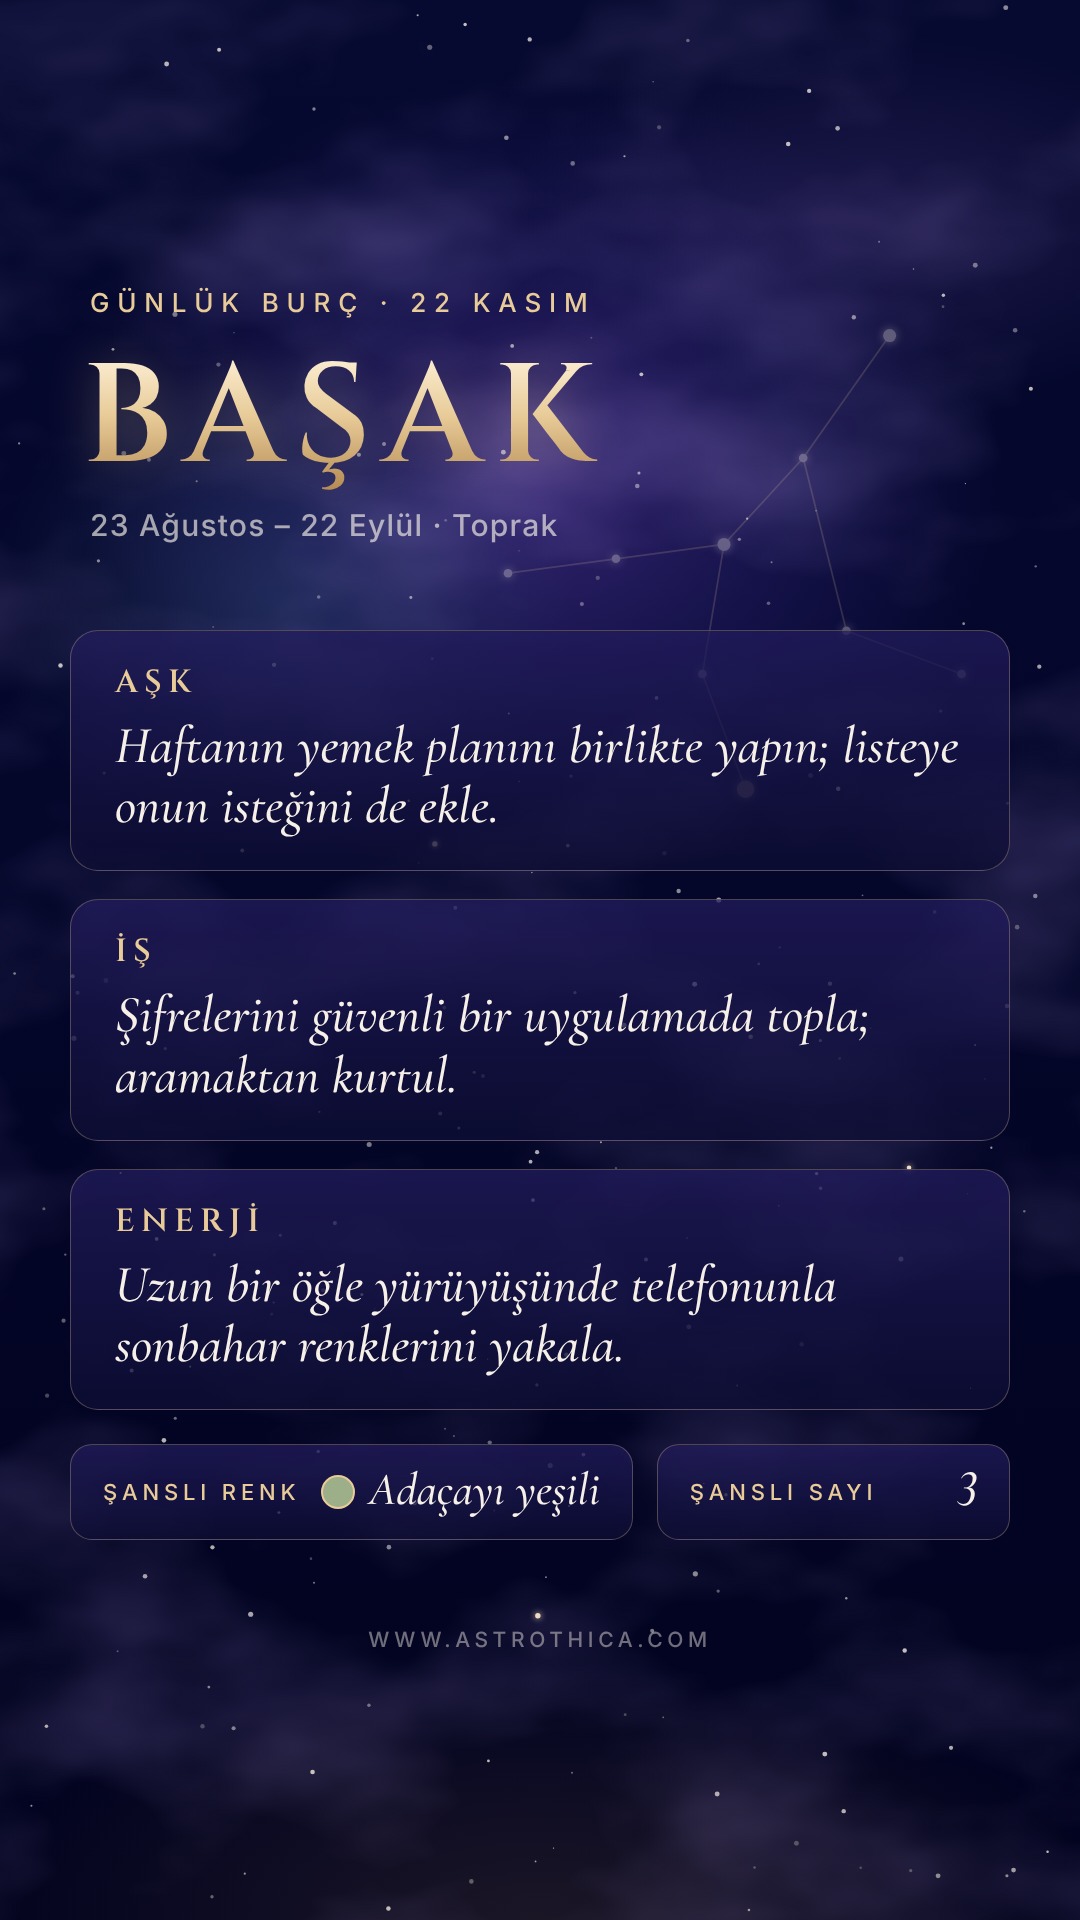 GÜNLÜK BURÇ · 22 KASIM
BAŞAK
23 Ağustos – 22 Eylül · Toprak
AŞK
Haftanın yemek planını birlikte yapın; listeye
onun isteğini de ekle.
İŞ
Şifrelerini güvenli bir uygulamada topla;
aramaktan kurtul.
ENERJİ
Uzun bir öğle yürüyüşünde telefonunla
sonbahar renklerini yakala.
ŞANSLI RENK Adaçayı yeşili
ŞANSLI SAYI 3
WWW.ASTROTHICA.COM